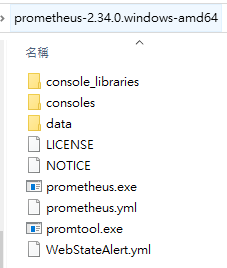 prometheus-2.34.0.windows-amd64
名稱
console_libraries
consoles
data
LICENSE
NOTICE
prometheus.exe
prometheus.yml
promtool.exe
WebStateAlert.yml